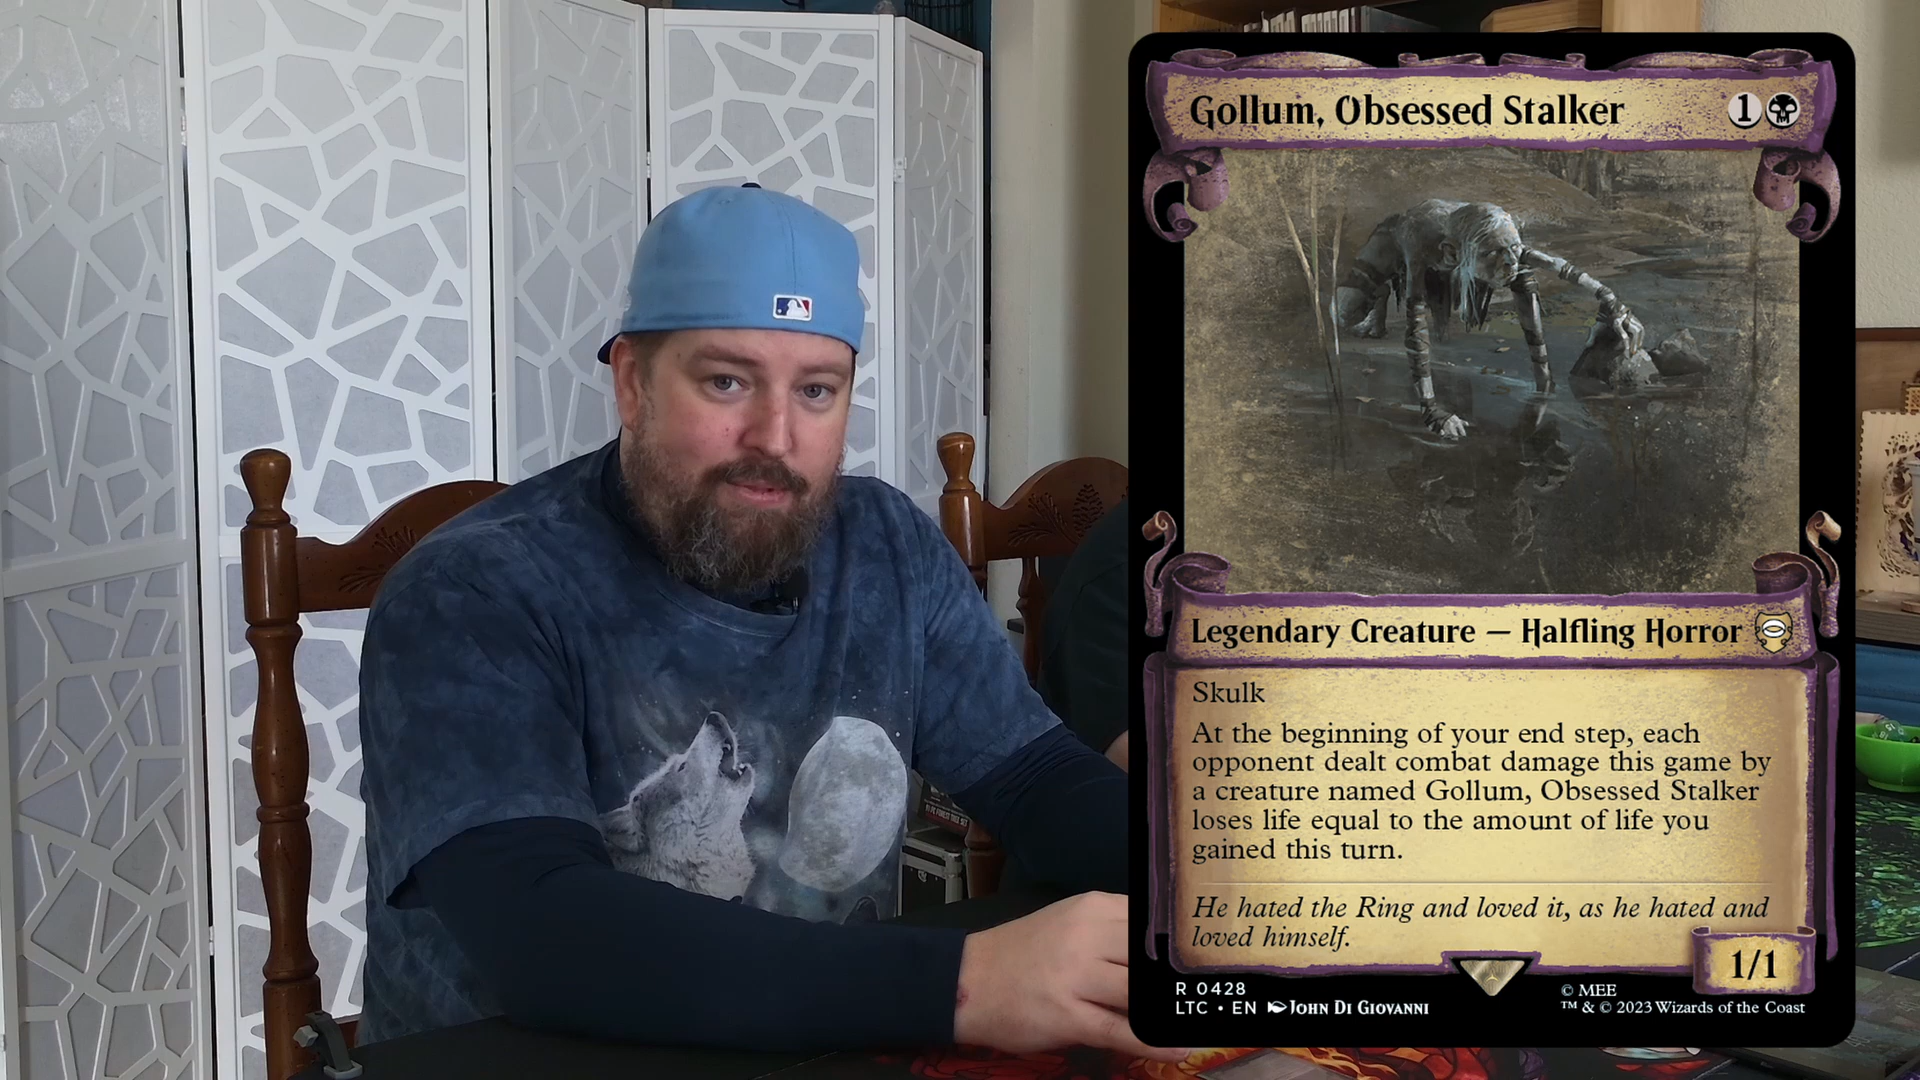 Gollum, Obsessed Stalker 1
Legendary Creature — Halfling Horror
Skulk
At the beginning of your end step, each
opponent dealt combat damage this game by
a creature named Gollum, Obsessed Stalker
loses life equal to the amount of life you
gained this turn.
He hated the Ring and loved it, as he hated and
loved himself.
1/1
R 0428
LTC • EN John Di Giovanni
© MEE
™ & © 2023 Wizards of the Coast